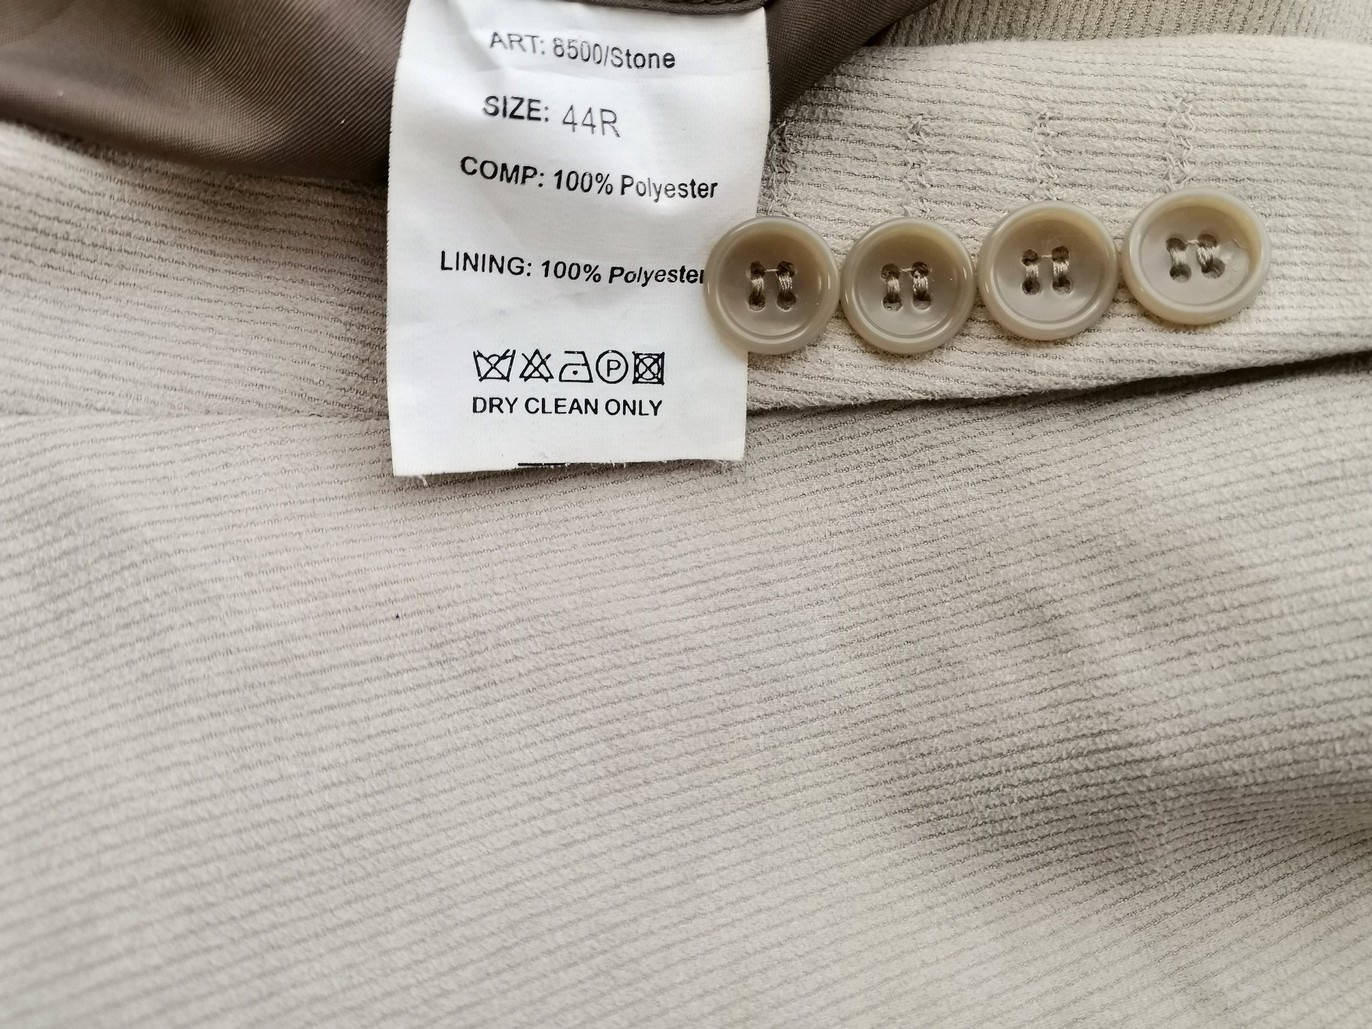 ART: 8500/Stone
SIZE: 44R
COMP: 100% Polyester
LINING: 100% Polyester
P
DRY CLEAN ONLY